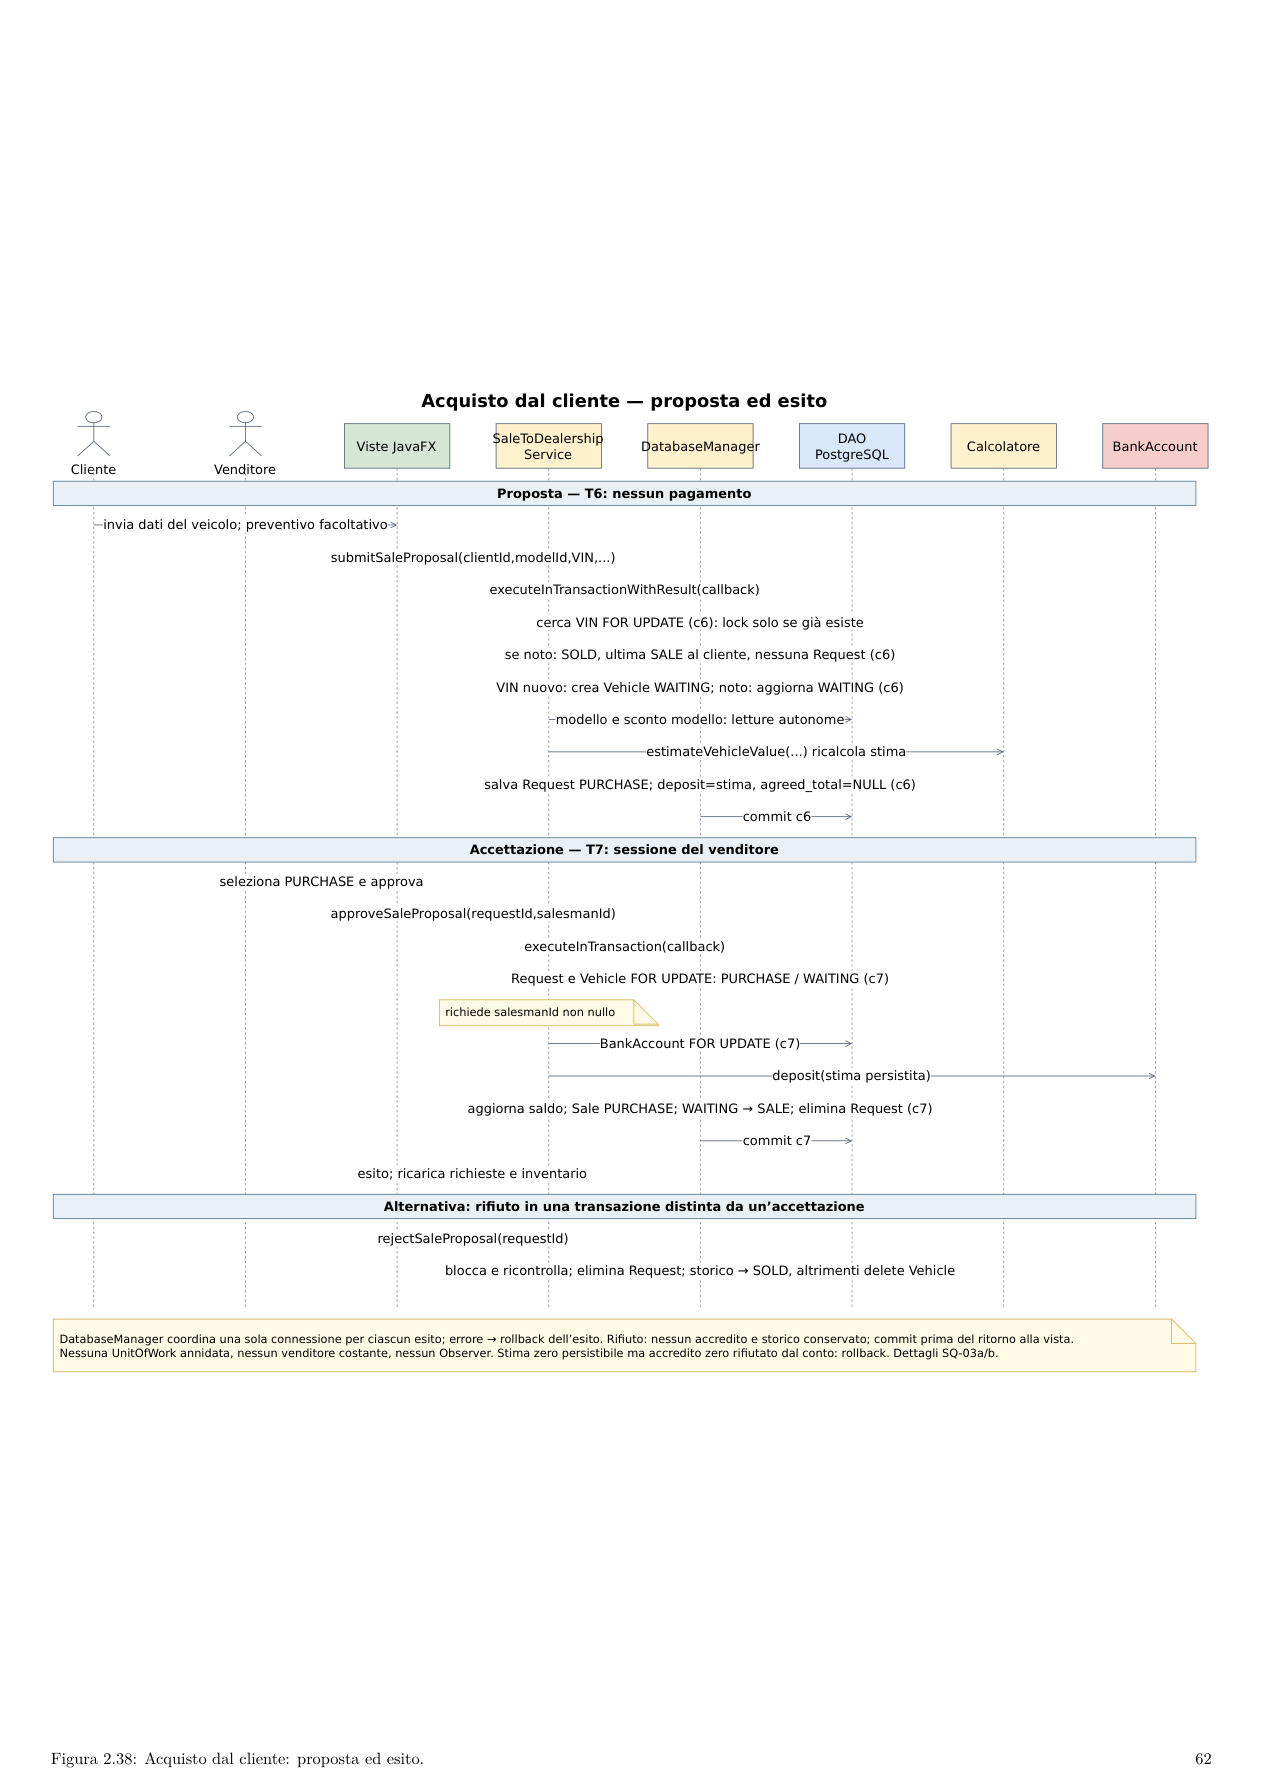 Acquisto dal cliente — proposta ed esito
Cliente
Venditore
Viste JavaFX
SaleToDealership
Service
DatabaseManager
DAO
PostgreSQL
Calcolatore
BankAccount
Proposta — T6: nessun pagamento
invia dati del veicolo; preventivo facoltativo
submitSaleProposal(clientId,modelId,VIN,...)
executeInTransactionWithResult(callback)
cerca VIN FOR UPDATE (c6): lock solo se già esiste
se noto: SOLD, ultima SALE al cliente, nessuna Request (c6)
VIN nuovo: crea Vehicle WAITING; noto: aggiorna WAITING (c6)
modello e sconto modello: letture autonome
estimateVehicleValue(...) ricalcola stima
salva Request PURCHASE; deposit=stima, agreed_total=NULL (c6)
commit c6
Accettazione — T7: sessione del venditore
seleziona PURCHASE e approva
approveSaleProposal(requestId,salesmanId)
executeInTransaction(callback)
Request e Vehicle FOR UPDATE: PURCHASE / WAITING (c7)
richiede salesmanId non nullo
BankAccount FOR UPDATE (c7)
deposit(stima persistita)
aggiorna saldo; Sale PURCHASE; WAITING → SALE; elimina Request (c7)
commit c7
esito; ricarica richieste e inventario
Alternativa: rifiuto in una transazione distinta da un’accettazione
rejectSaleProposal(requestId)
blocca e ricontrolla; elimina Request; storico → SOLD, altrimenti delete Vehicle
DatabaseManager coordina una sola connessione per ciascun esito; errore → rollback dell’esito. Rifiuto: nessun accredito e storico conservato; commit prima del ritorno alla vista.
Nessuna UnitOfWork annidata, nessun venditore costante, nessun Observer. Stima zero persistibile ma accredito zero rifiutato dal conto: rollback. Dettagli SQ-03a/b.
Figura 2.38: Acquisto dal cliente: proposta ed esito.
62